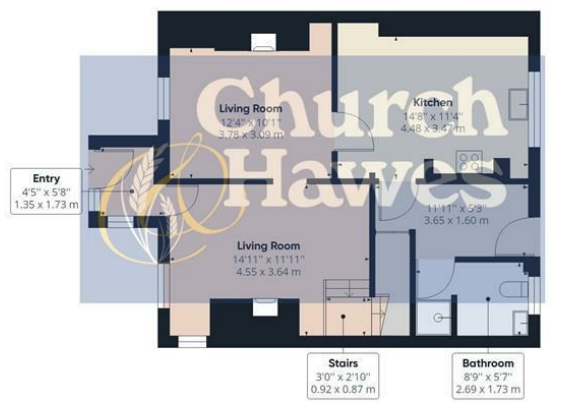 Church
& Hawes
Living Room
12'4" x 10'1"
3.78 x 3.09 m
Kitchen
14'8" x 11'4"
4.48 x 3.47 m
Entry
4'5" x 5'8"
1.35 x 1.73 m
11'11" x 5'3"
3.65 x 1.60 m
Living Room
14'11" x 11'11"
4.55 x 3.64 m
Stairs
3'0" x 2'10"
0.92 x 0.87 m
Bathroom
8'9" x 5'7"
2.69 x 1.73 m